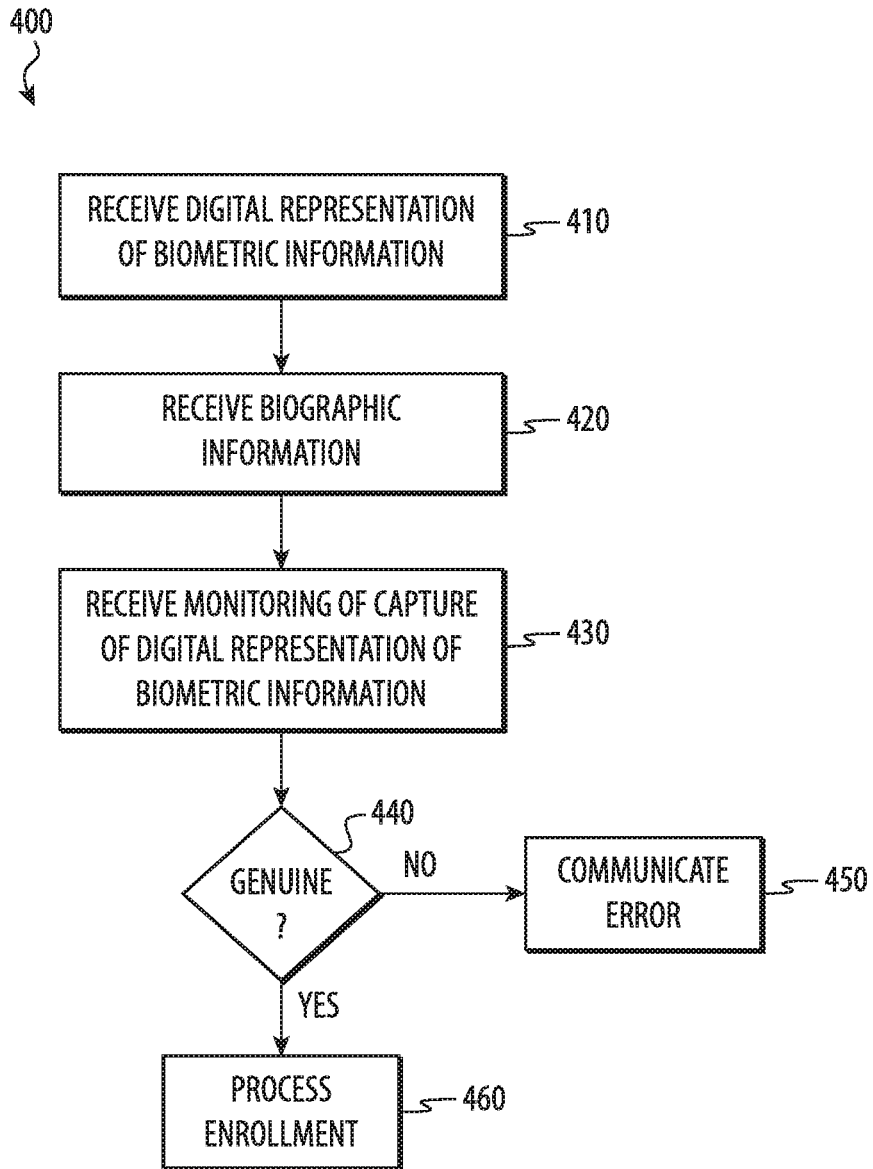 400
RECEIVE DIGITAL REPRESENTATION
OF BIOMETRIC INFORMATION
410
RECEIVE BIOGRAPHIC
INFORMATION
420
RECEIVE MONITORING OF CAPTURE
OF DIGITAL REPRESENTATION OF
BIOMETRIC INFORMATION
430
440
GENUINE
?
NO
COMMUNICATE
ERROR
450
YES
PROCESS
ENROLLMENT
460